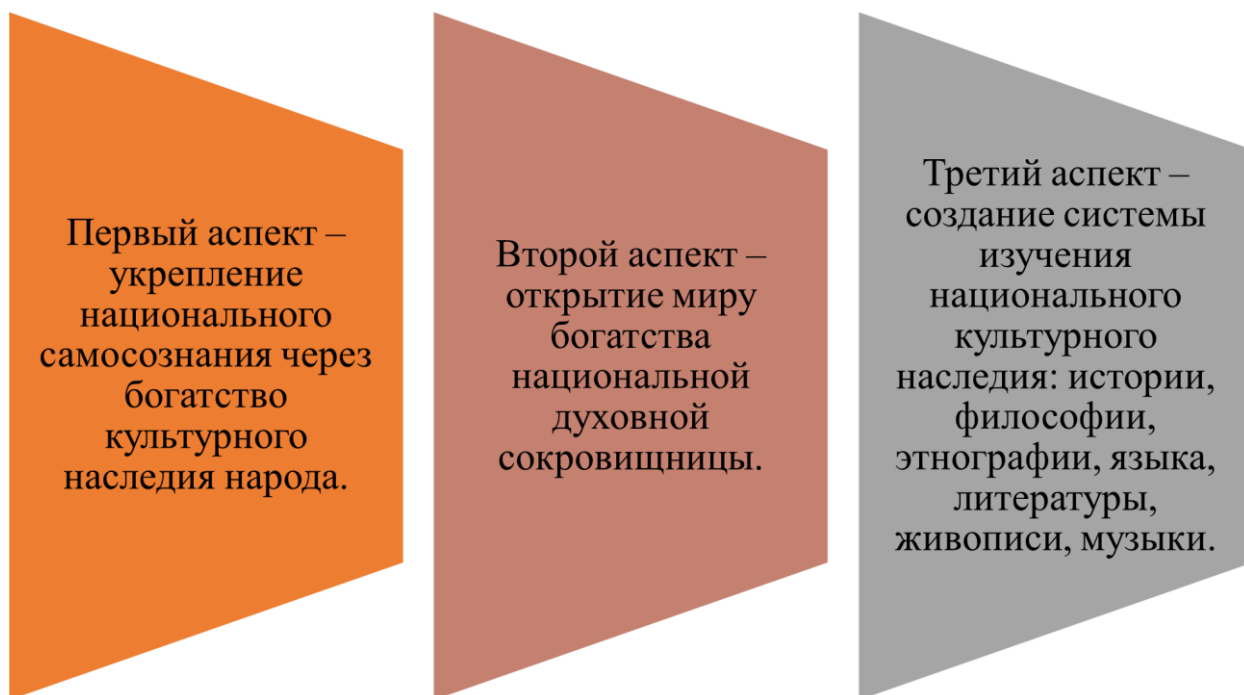 Первый аспект –
укрепление
национального
самосознания через
богатство
культурного
наследия народа.
Второй аспект –
открытие миру
богатства
национальной
духовной
сокровищницы.
Третий аспект –
создание системы
изучения
национального
культурного
наследия: истории,
философии,
этнографии, языка,
литературы,
живописи, музыки.